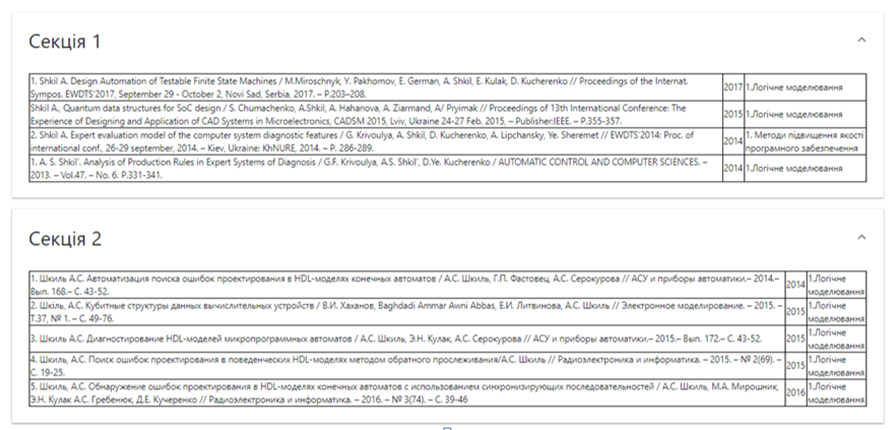 Секція 1
1. Shkil A. Design Automation of Testable Finite State Machines / M.Miroschnyk, Y. Pakhomov, E. German, A. Shkil, E. Kulak, D. Kucherenko // Proceedings of the Internat.
Sympos. EWDTS'2017, September 29 - October 2, Novi Sad, Serbia, 2017. – P.203–208.
2017
1.Логічне моделювання
Shkil A., Quantum data structures for SoC design / S. Chumachenko, A.Shkil, A. Hahanova, A. Ziarmand, A/ Pryimak // Proceedings of 13th International Conference: The
Experience of Designing and Application of CAD Systems in Microelectronics, CADSM 2015, Lviv, Ukraine 24-27 Feb. 2015, – Publisher:IEEE. – P.355-357.
2015
1.Логічне моделювання
2. Shkil A. Expert evaluation model of the computer system diagnostic features / G. Krivoulya, A. Shkil, D. Kucherenko, A. Lipchansky, Ye. Sheremet // EWDTS'2014: Proc. of
international conf., 26-29 september, 2014. – Kiev, Ukraine: KhNURE, 2014. – P. 286-289.
2014
1. Методи підвищення якості
програмного забезпечення
1. A. S. Shkil'. Analysis of Production Rules in Expert Systems of Diagnosis / G.F. Krivoulya, A.S. Shkil', D.Ye. Kucherenko / AUTOMATIC CONTROL AND COMPUTER SCIENCES. –
2013. – Vol.47. – No. 6. P.331-341.
2014
1.Логічне моделювання
Секція 2
1. Шкиль А.С. Автоматизация поиска ошибок проектирования в HDL-моделях конечных автоматов / А.С. Шкиль, Г.П. Фастовец, А.С. Серокурова // АСУ и приборы автоматики.– 2014.–
Вып. 168.– С. 43-52.
2014
1.Логічне
моделювання
2. Шкіль, А.С. Кубитные структуры данных вычислительных устройств / В.И. Хаханов, Baghdadi Ammar Awni Abbas, Е.И. Литвинова, А.С. Шкиль // Электронное моделирование. – 2015. –
Т.37, № 1. – С. 49-76.
2015
1.Логічне
моделювання
3. Шкиль А.С. Диагностирование HDL-моделей микропрограммных автоматов / А.С. Шкиль, Э.Н. Кулак, А.С. Серокурова // АСУ и приборы автоматики.– 2015.– Вып. 172.– С. 43-52.
2015
1.Логічне
моделювання
4. Шкиль, А.С. Поиск ошибок проектирования в поведенческих HDL-моделях методом обратного прослеживания/А.С. Шкиль // Радиоэлектроника и информатика. – 2015. – № 2(69). –
С. 19-25.
2015
1.Логічне
моделювання
5. Шкиль, А.С. Обнаружение ошибок проектирования в HDL-моделях конечных автоматов с использованием синхронизирующих последовательностей / А.С. Шкиль, М.А. Мирошник,
Э.Н. Кулак А.С. Гребенюк, Д.Е. Кучеренко // Радиоэлектроника и информатика. – 2016. – № 3(74). – С. 39-46
2016
1.Логічне
моделювання